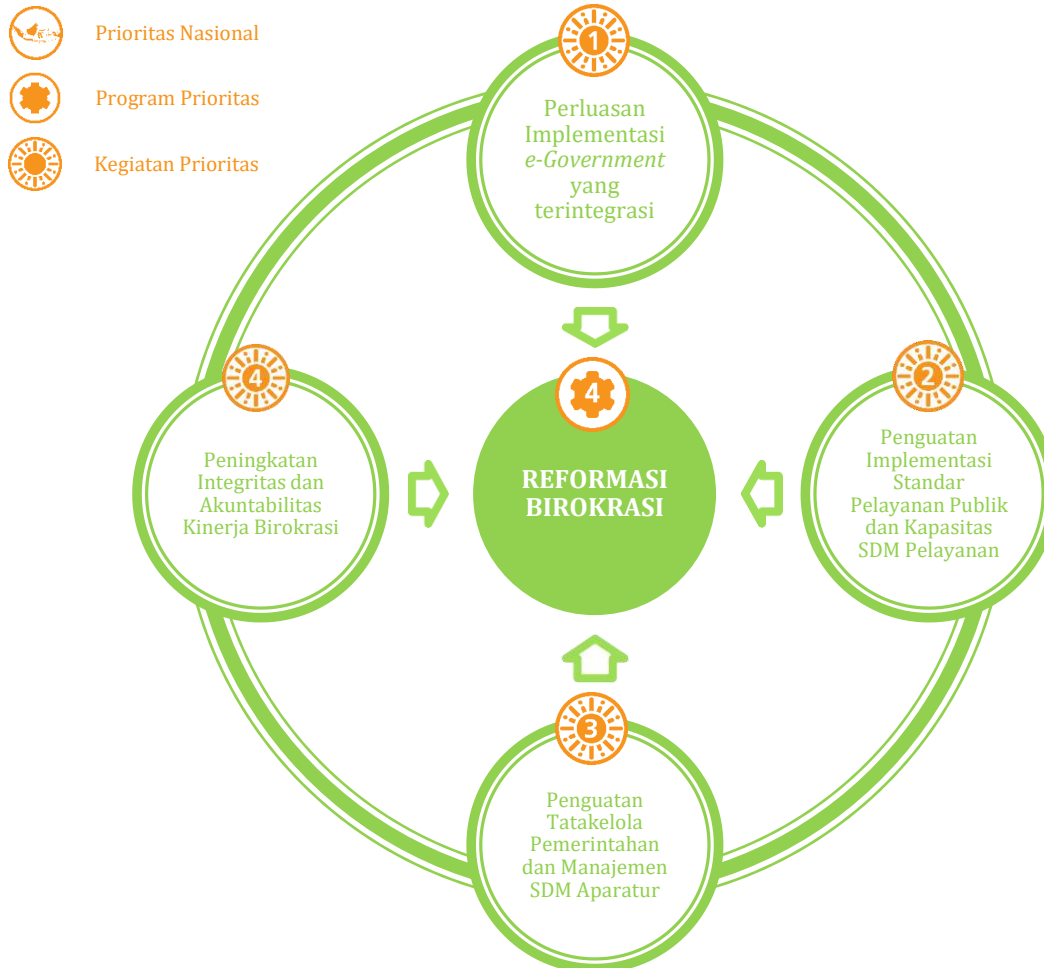 Prioritas Nasional
Program Prioritas
Kegiatan Prioritas
1
Perluasan
Implementasi
e-Government
yang
terintegrasi
2
Penguatan
Implementasi
Standar
Pelayanan Publik
dan Kapasitas
SDM Pelayanan
3
Penguatan
Tatakelola
Pemerintahan
dan Manajemen
SDM Aparatur
4
Peningkatan
Integritas dan
Akuntabilitas
Kinerja Birokrasi
4
REFORMASI
BIROKRASI